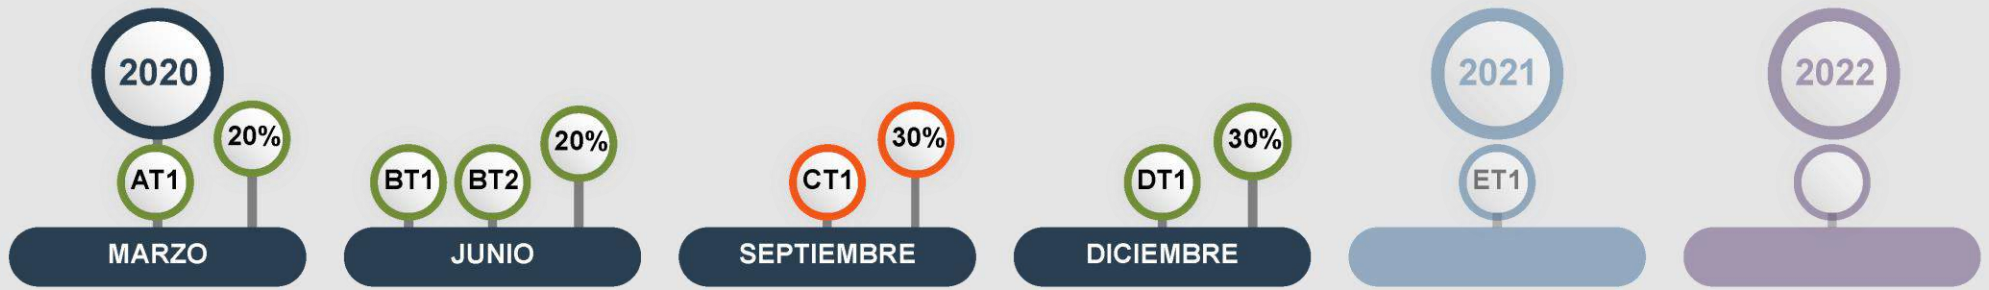 2020
20%
AT1
MARZO
BT1
BT2
20%
JUNIO
CT1
30%
SEPTIEMBRE
DT1
30%
DICIEMBRE
2021
ET1
2022